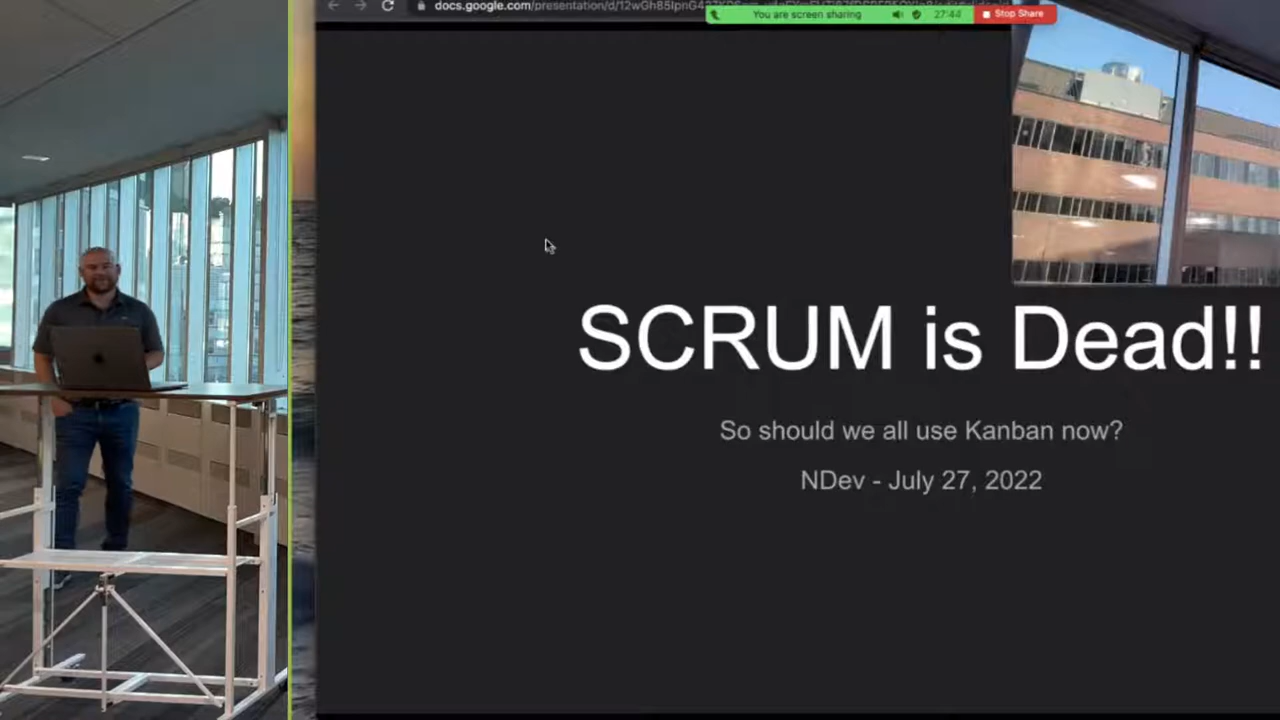 docs.google.com/presentation/d/
You are screen sharing
27:44
Stop Share
SCRUM is Dead!!
So should we all use Kanban now?
NDev - July 27, 2022